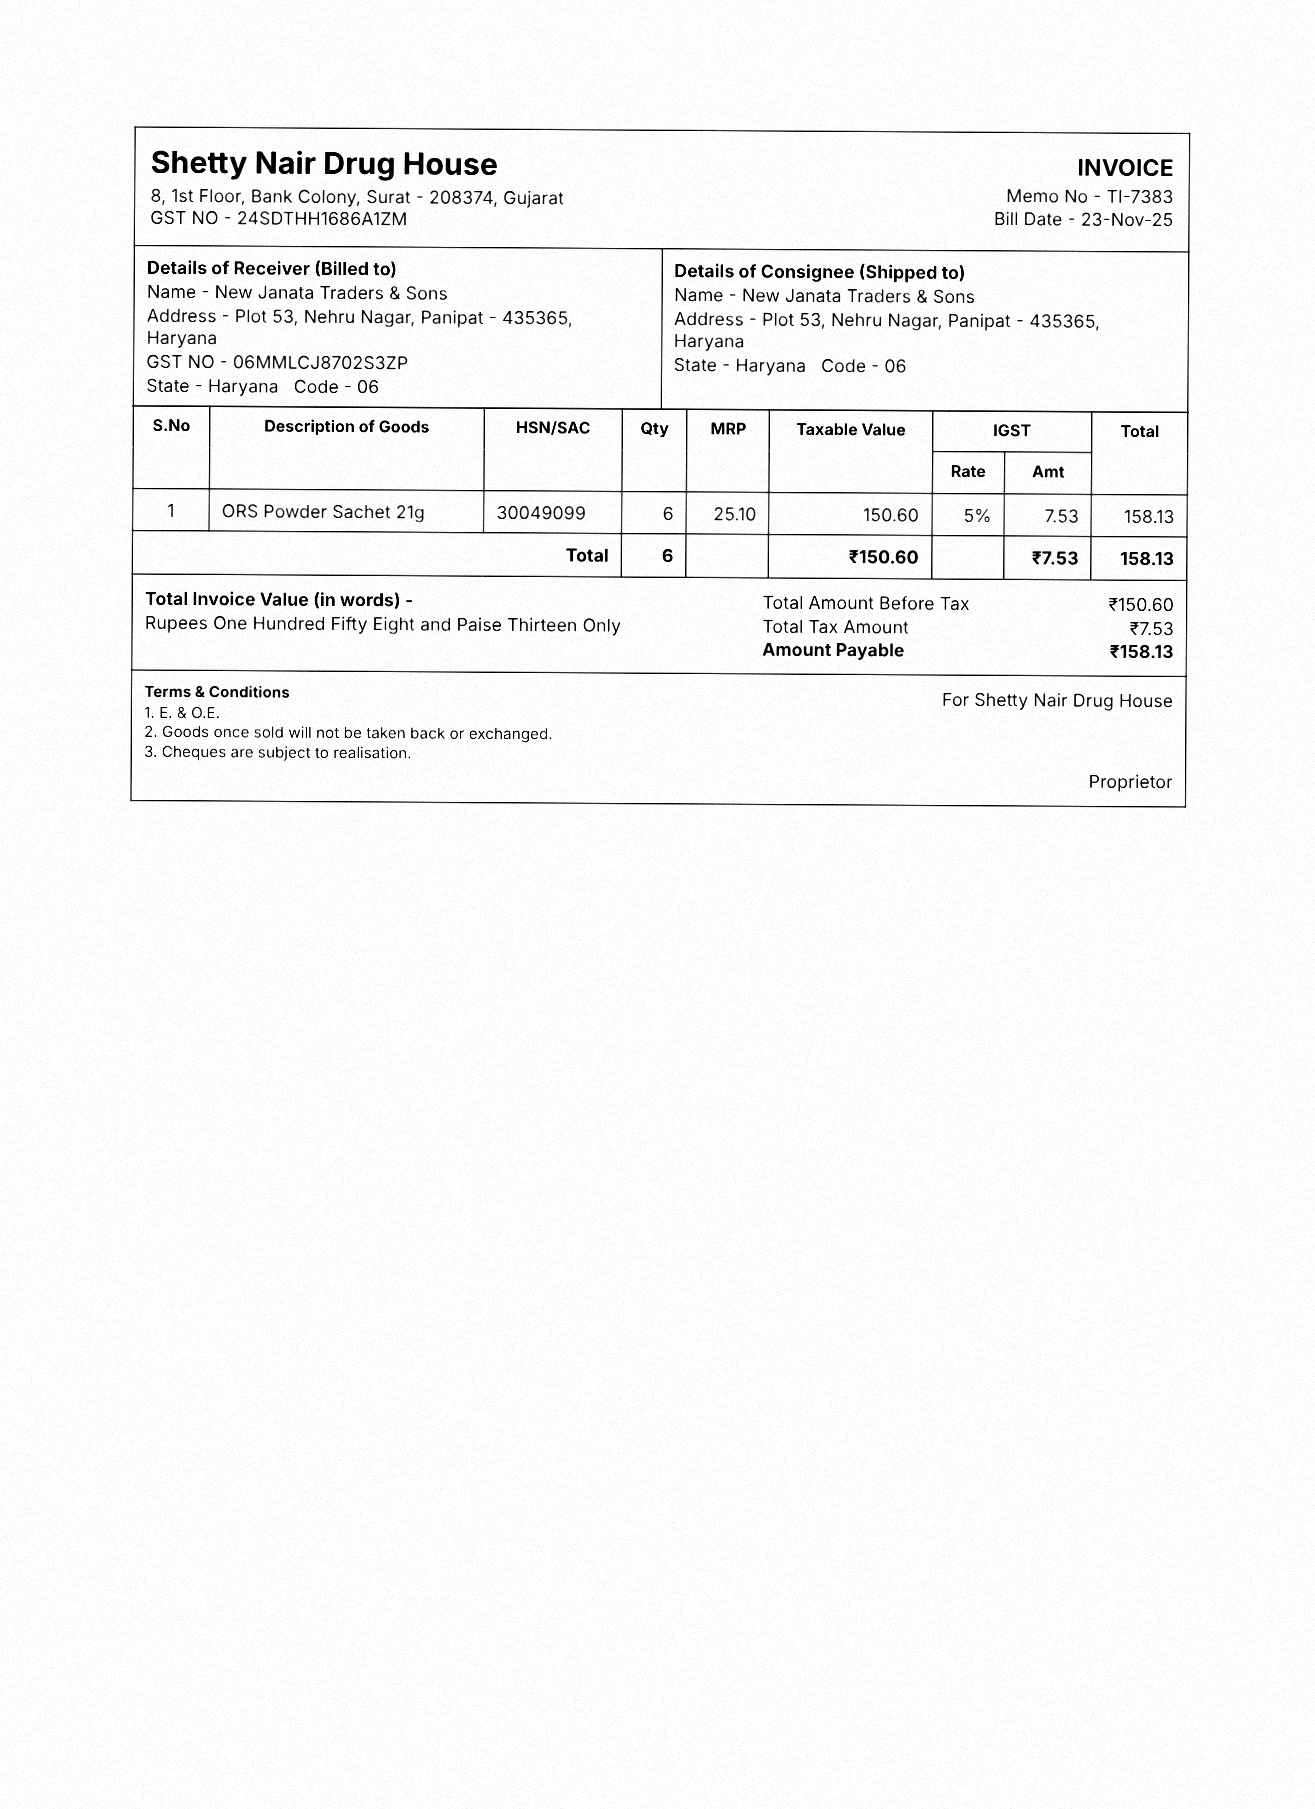 Shetty Nair Drug House
8, 1st Floor, Bank Colony, Surat - 208374, Gujarat
GST NO - 24SDTHH1686A1ZM
INVOICE
Memo No - TI-7383
Bill Date - 23-Nov-25
Details of Receiver (Billed to)
Name - New Janata Traders & Sons
Address - Plot 53, Nehru Nagar, Panipat - 435365,
Haryana
GST NO - 06MMLCJ8702S3ZP
State - Haryana Code - 06
Details of Consignee (Shipped to)
Name - New Janata Traders & Sons
Address - Plot 53, Nehru Nagar, Panipat - 435365,
Haryana
State - Haryana Code - 06
S.No Description of Goods HSN/SAC Qty MRP Taxable Value IGST Total
Rate Amt
1 ORS Powder Sachet 21g 30049099 6 25.10 150.60 5% 7.53 158.13
Total 6 ₹150.60 ₹7.53 158.13
Total Invoice Value (in words) -
Rupees One Hundred Fifty Eight and Paise Thirteen Only
Total Amount Before Tax ₹150.60
Total Tax Amount ₹7.53
Amount Payable ₹158.13
Terms & Conditions
1. E. & O.E.
2. Goods once sold will not be taken back or exchanged.
3. Cheques are subject to realisation.
For Shetty Nair Drug House
Proprietor